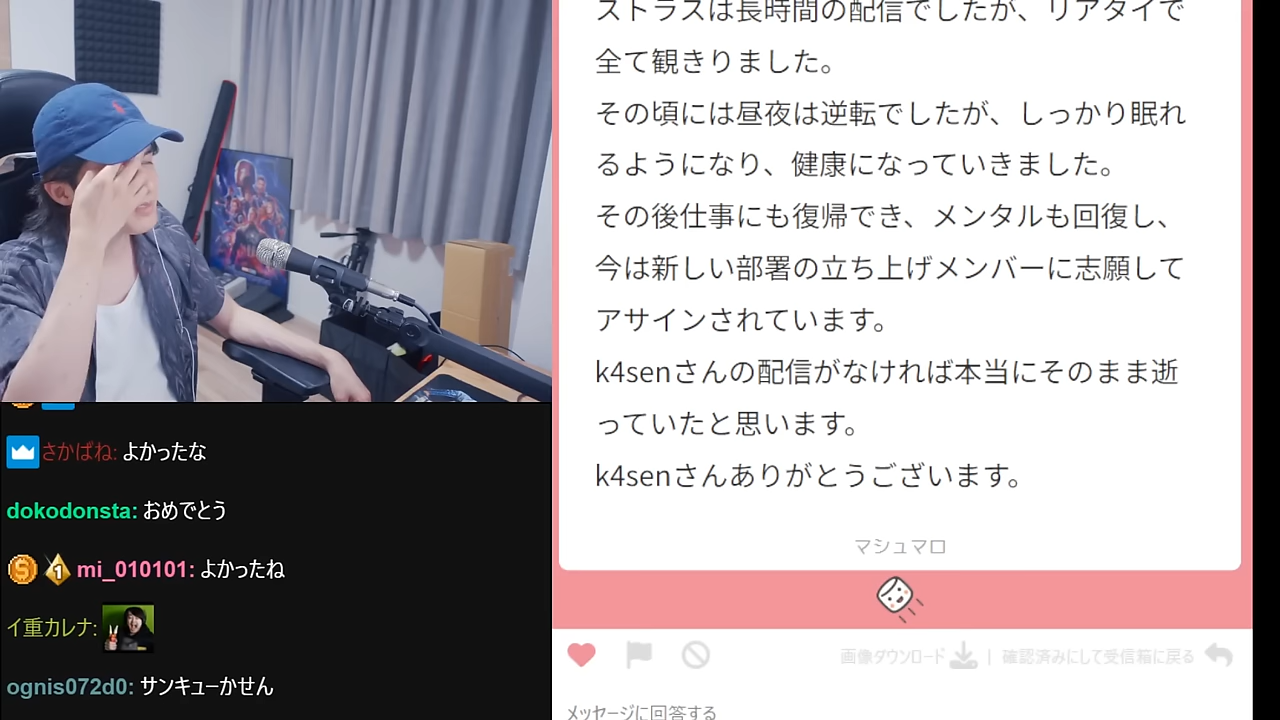 ストラスは長時間の配信でしたが、リアタイで
全て観きりました。
その頃には昼夜は逆転でしたが、しっかり眠れ
るようになり、健康になっていきました。
その後仕事にも復帰でき、メンタルも回復し、
今は新しい部署の立ち上げメンバーに志願して
アサインされています。
k4senさんの配信がなければ本当にそのまま逝
っていたと思います。
k4senさんありがとうございます。
マシュマロ
画像ダウンロード | 確認済みにして受信箱に戻る
メッセージに回答する
さかばね: よかったな
dokodonsta: おめでとう
1 mi_010101: よかったね
イ重カレナ:
ognis072d0: サンキューかせん